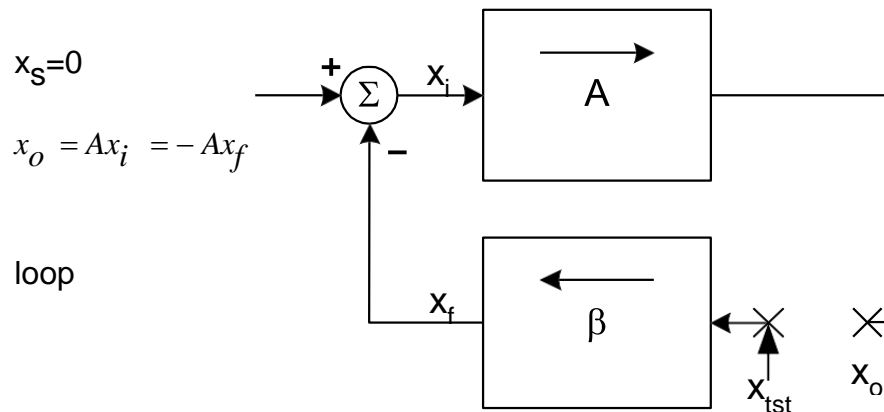 x_s=0
+
Σ
x_i
A
x_o = Ax_i = − Ax_f
−
loop
x_f
β
x_tst
x_o